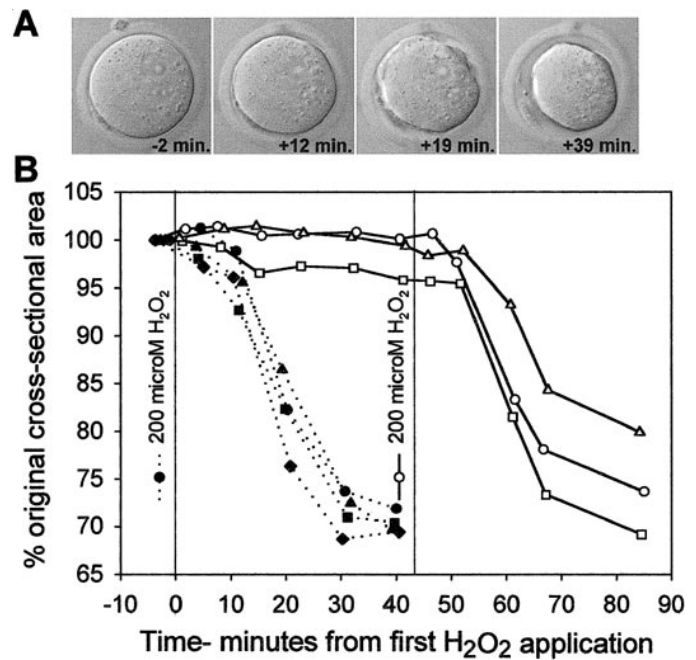 A
-2 min.
+12 min.
+19 min.
+39 min.
B
105
100
95
90
85
80
75
70
65
% original cross-sectional area
200 microM H₂O₂
200 microM H₂O₂
-10 0 10 20 30 40 50 60 70 80 90
Time- minutes from first H₂O₂ application